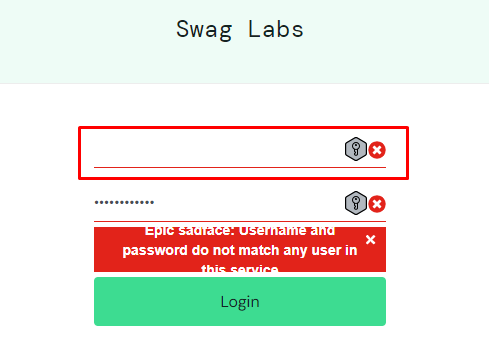 Swag Labs
••••••••••••
Epic sadface: Username and
password do not match any user in
this service
Login